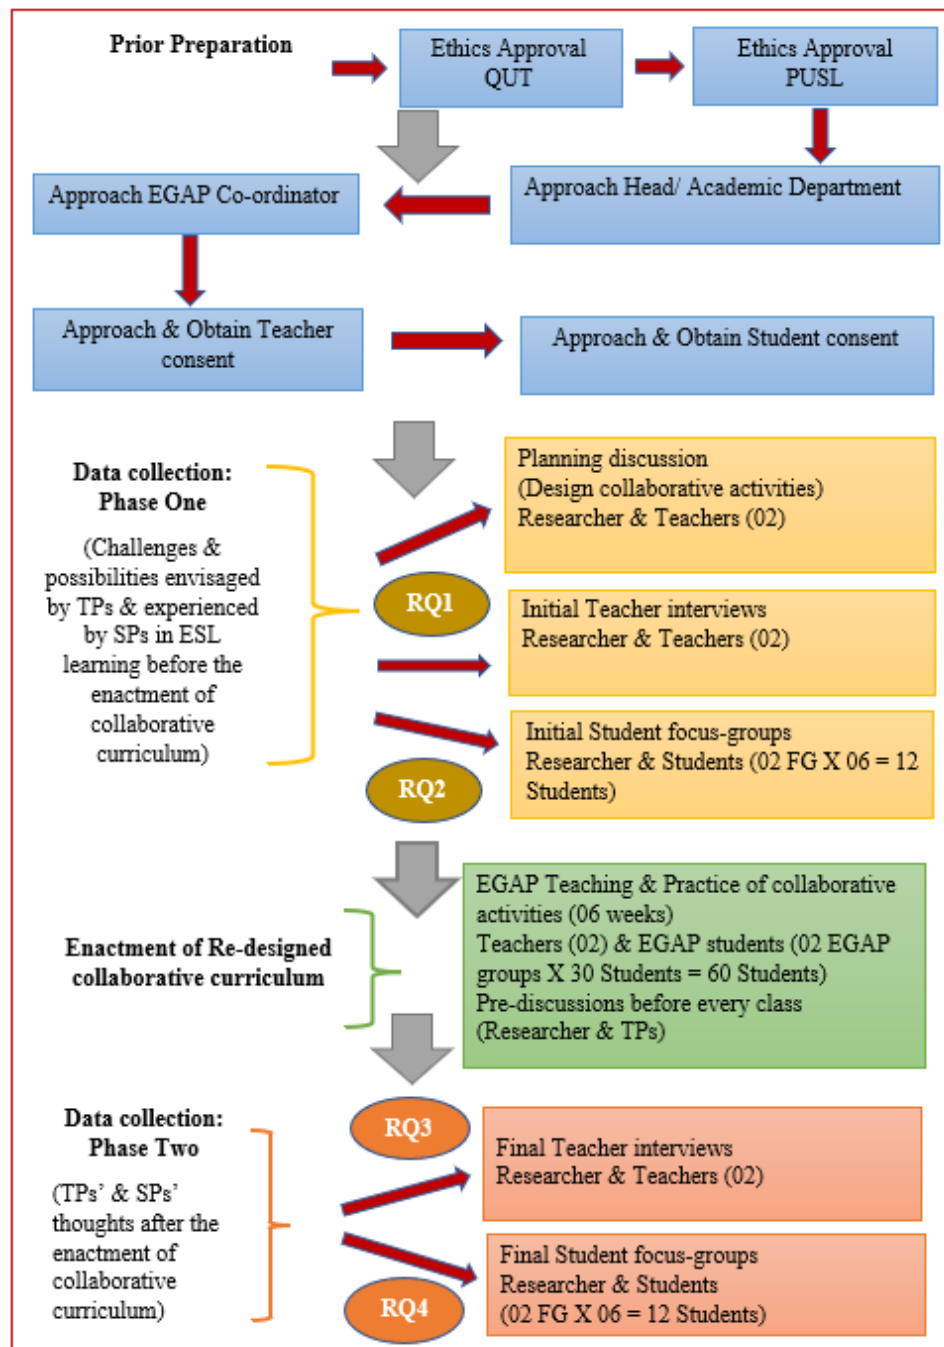 Prior Preparation
Ethics Approval
QUT
Ethics Approval
PUSL
Approach EGAP Co-ordinator
Approach Head/ Academic Department
Approach & Obtain Teacher
consent
Approach & Obtain Student consent
Data collection:
Phase One
(Challenges &
possibilities envisaged
by TPs & experienced
by SPs in ESL
learning before the
enactment of
collaborative
curriculum)
RQ1
RQ2
Planning discussion
(Design collaborative activities)
Researcher & Teachers (02)
Initial Teacher interviews
Researcher & Teachers (02)
Initial Student focus-groups
Researcher & Students (02 FG X 06 = 12
Students)
Enactment of Re-designed
collaborative curriculum
EGAP Teaching & Practice of collaborative
activities (06 weeks)
Teachers (02) & EGAP students (02 EGAP
groups X 30 Students = 60 Students)
Pre-discussions before every class
(Researcher & TPs)
Data collection:
Phase Two
(TPs’ & SPs’
thoughts after the
enactment of
collaborative
curriculum)
RQ3
RQ4
Final Teacher interviews
Researcher & Teachers (02)
Final Student focus-groups
Researcher & Students
(02 FG X 06 = 12 Students)